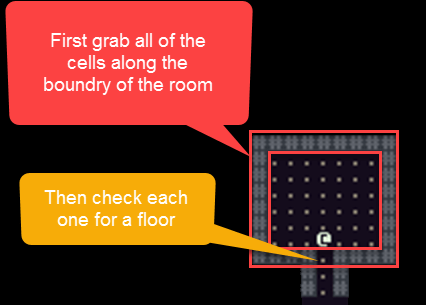 First grab all of the
cells along the
boundry of the room
Then check each
one for a floor